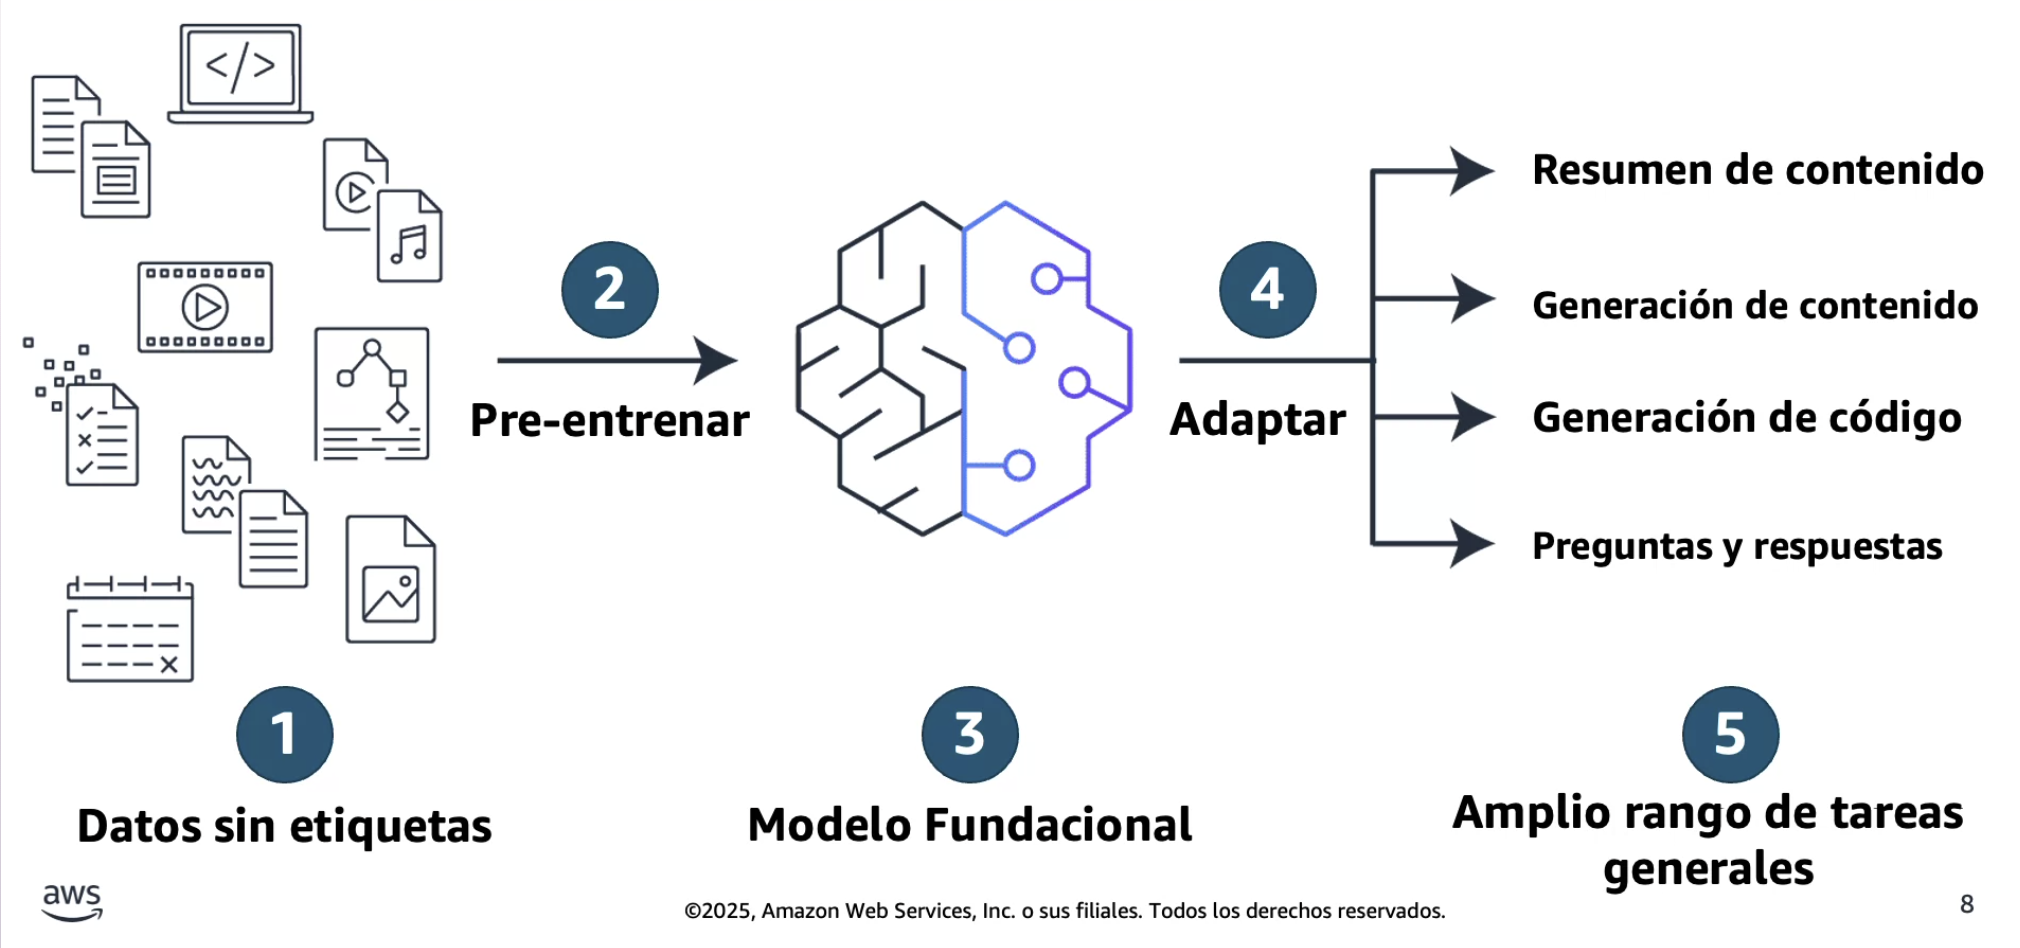 </>
2
Pre-entrenar
4
Adaptar
Resumen de contenido
Generación de contenido
Generación de código
Preguntas y respuestas
1
Datos sin etiquetas
3
Modelo Fundacional
5
Amplio rango de tareas
generales
aws
©2025, Amazon Web Services, Inc. o sus filiales. Todos los derechos reservados.
8